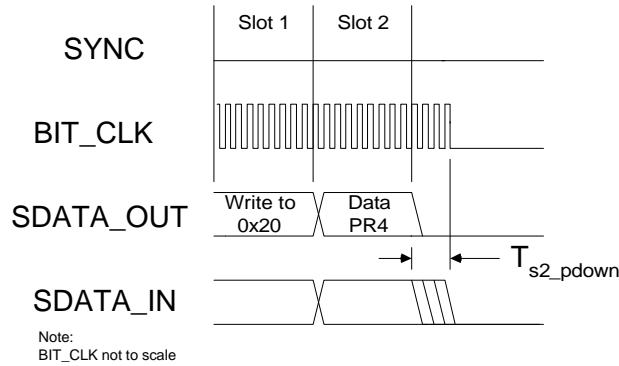 Slot 1 Slot 2
SYNC
BIT_CLK
SDATA_OUT
Write to
0x20
Data
PR4
Ts2_pdown
SDATA_IN
Note:
BIT_CLK not to scale